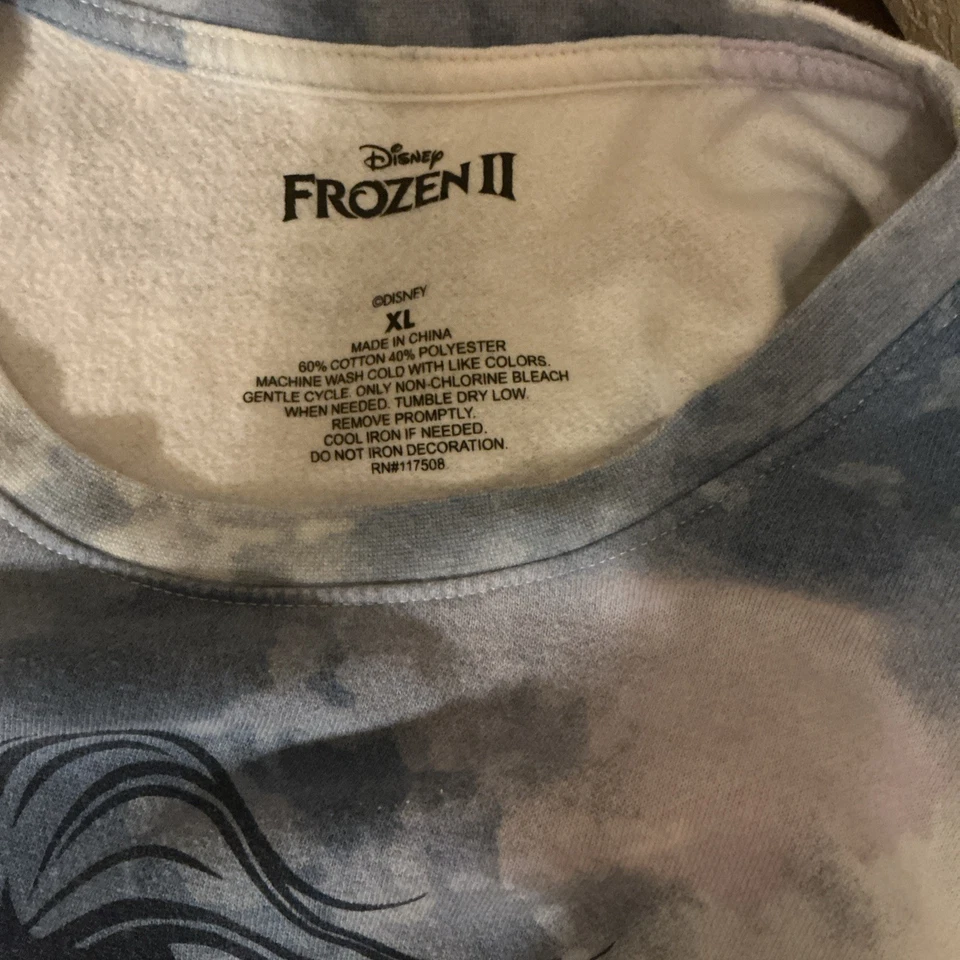 Disney
FROZEN II
©DISNEY
XL
MADE IN CHINA
60% COTTON 40% POLYESTER
MACHINE WASH COLD WITH LIKE COLORS.
GENTLE CYCLE. ONLY NON-CHLORINE BLEACH
WHEN NEEDED. TUMBLE DRY LOW.
REMOVE PROMPTLY.
COOL IRON IF NEEDED.
DO NOT IRON DECORATION.
RN#117508